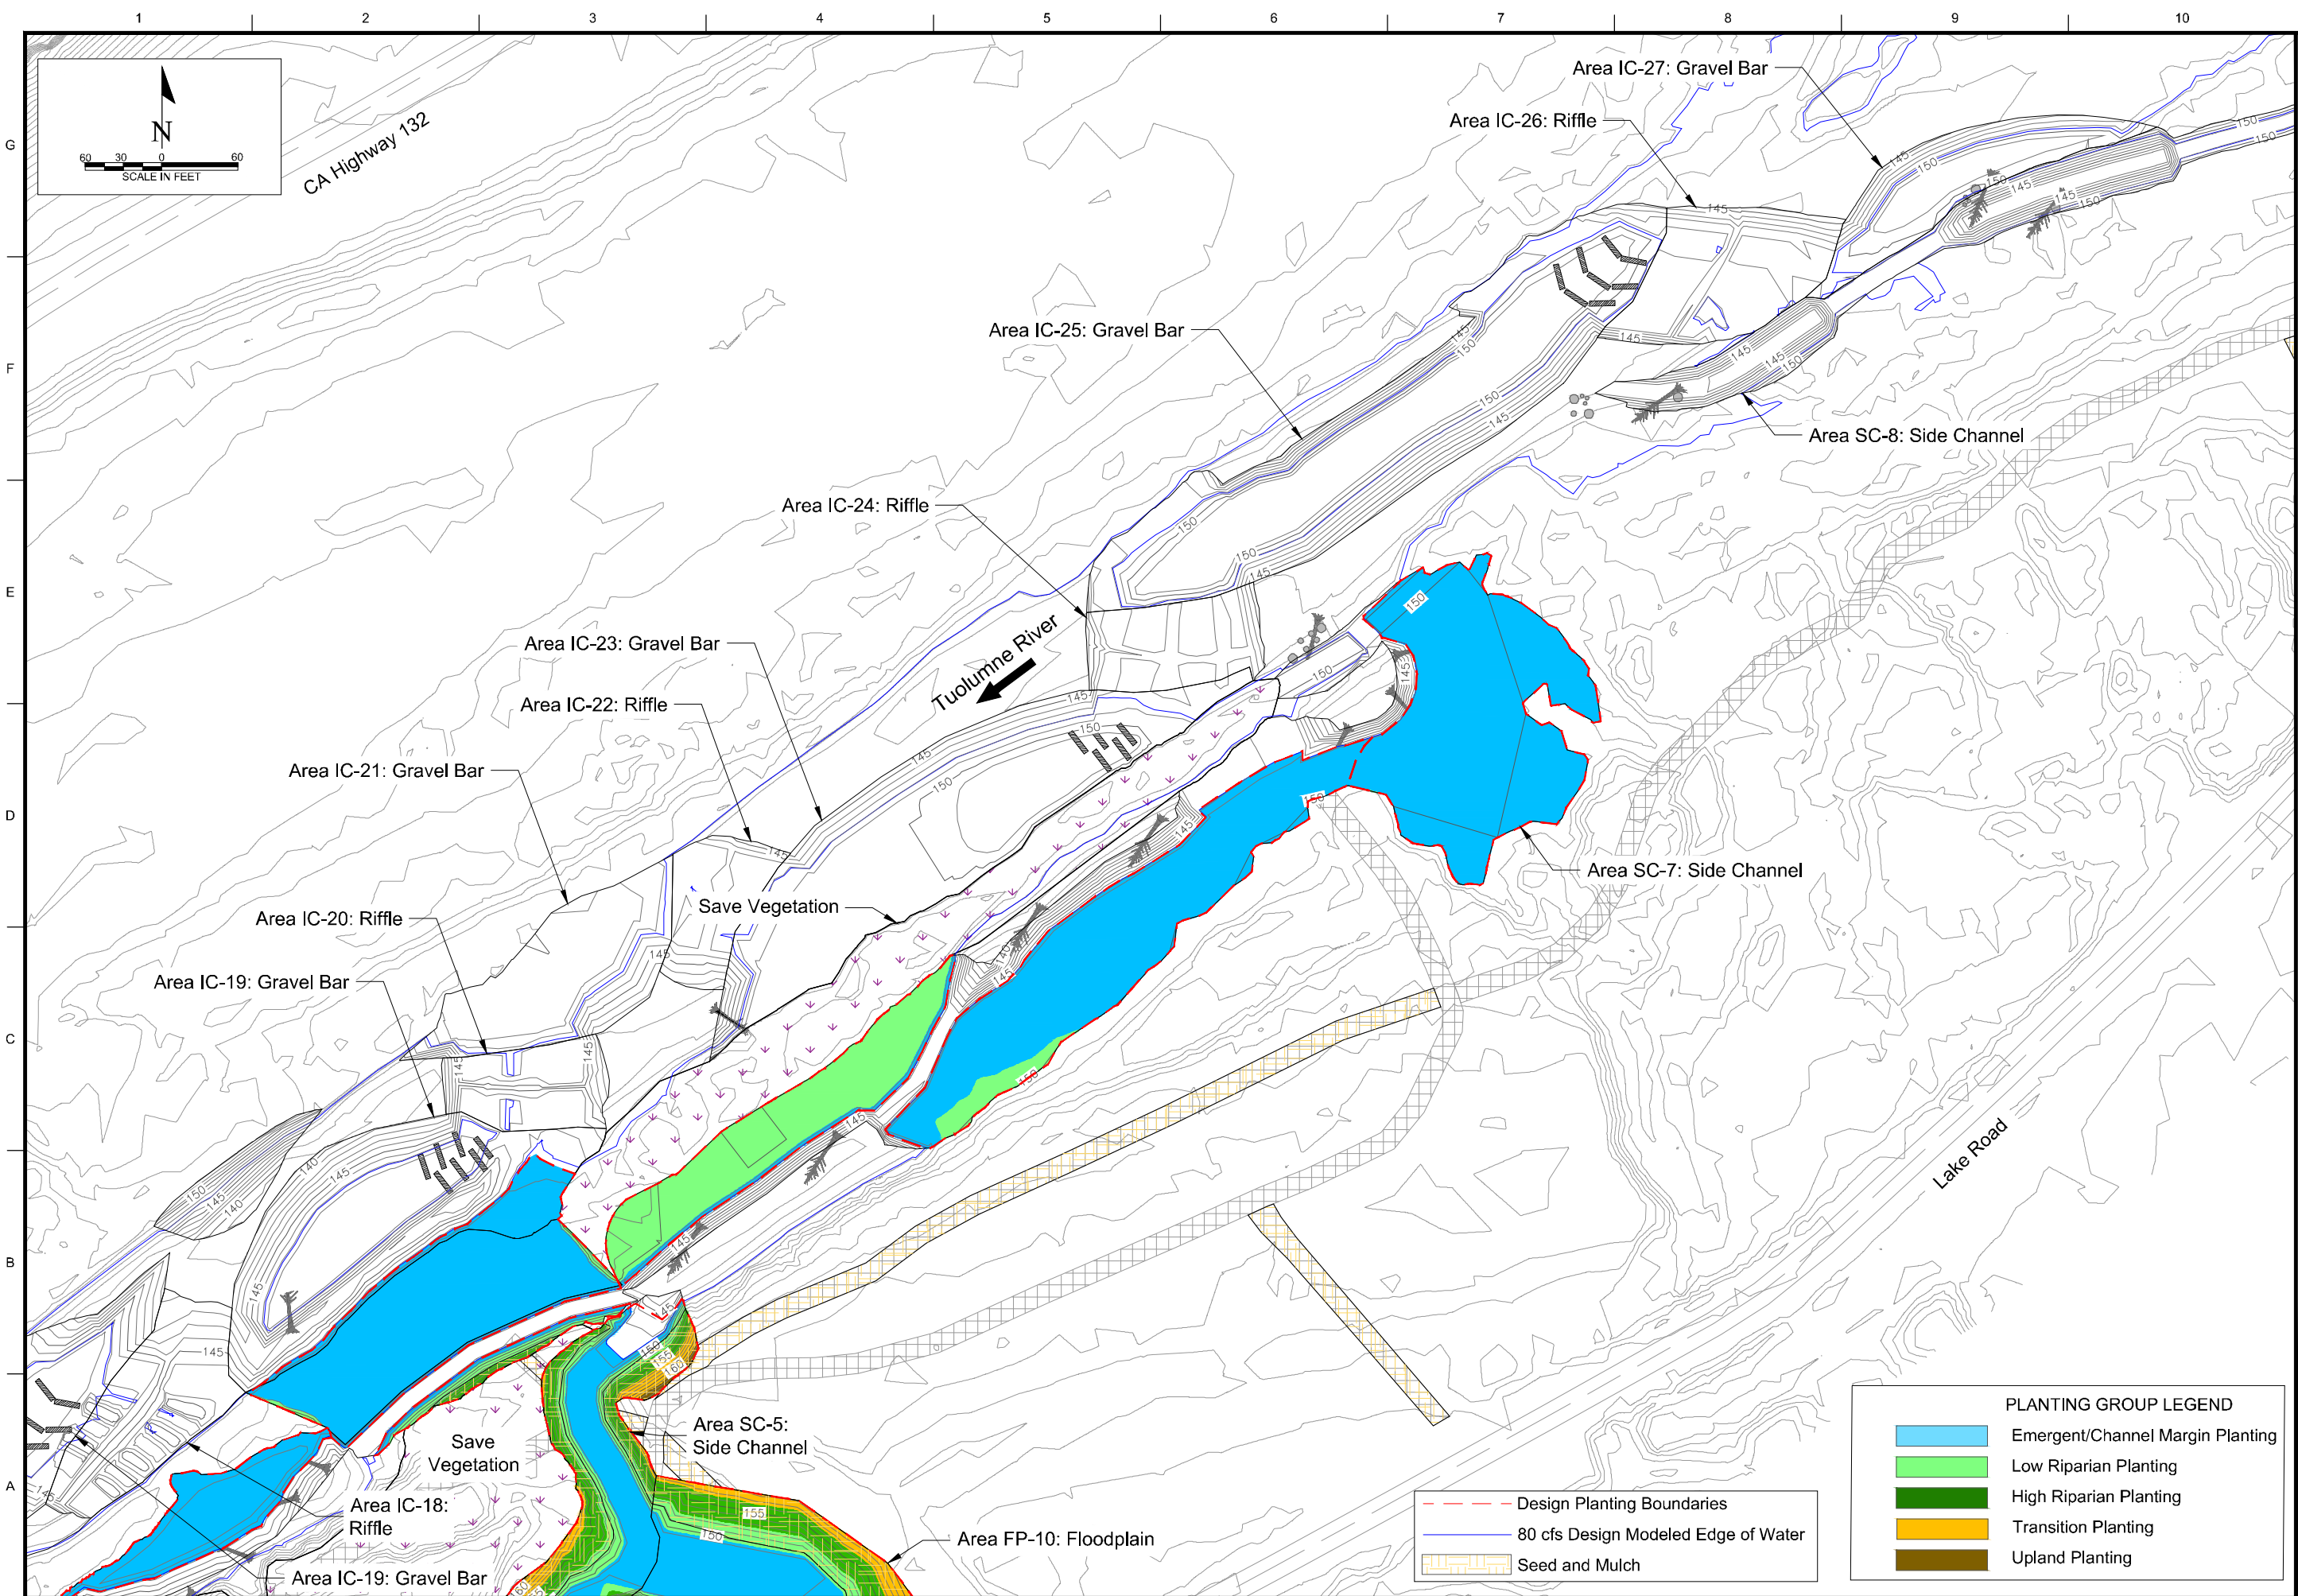 1 2 3 4 5 6 7 8 9 10
G
F
E
D
C
B
A
N
60 30 0 60
SCALE IN FEET
CA Highway 132
Area IC-27: Gravel Bar
Area IC-26: Riffle
Area IC-25: Gravel Bar
Area SC-8: Side Channel
Area IC-24: Riffle
Tuolumne River
Area IC-23: Gravel Bar
Area IC-22: Riffle
Area IC-21: Gravel Bar
Area SC-7: Side Channel
Save Vegetation
Area IC-20: Riffle
Area IC-19: Gravel Bar
Lake Road
Area SC-5:
Side Channel
Save
Vegetation
Area IC-18:
Riffle
Area FP-10: Floodplain
Area IC-19: Gravel Bar
145
150
140
155
160
Design Planting Boundaries
80 cfs Design Modeled Edge of Water
Seed and Mulch
PLANTING GROUP LEGEND
Emergent/Channel Margin Planting
Low Riparian Planting
High Riparian Planting
Transition Planting
Upland Planting